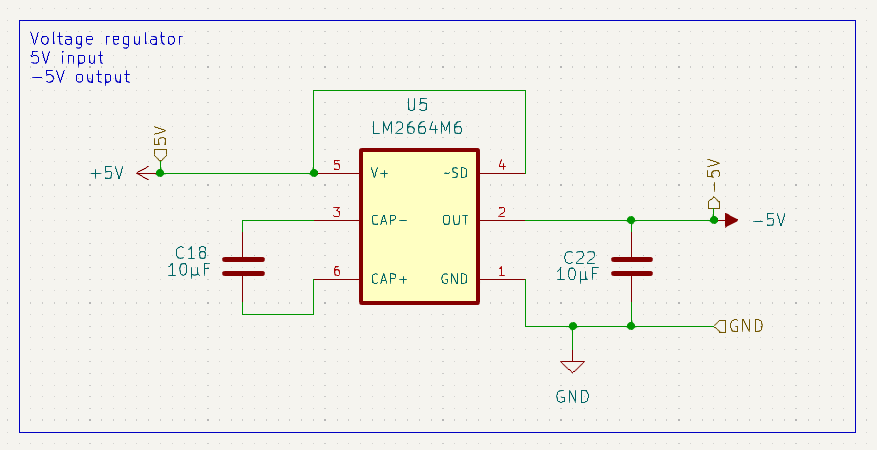 Voltage regulator
5V input
-5V output
U5
LM2664M6
5V
+5V
5
V+
~SD
4
-5V
3
CAP-
OUT
2
-5V
C18
10µF
6
CAP+
GND
1
C22
10µF
GND
GND